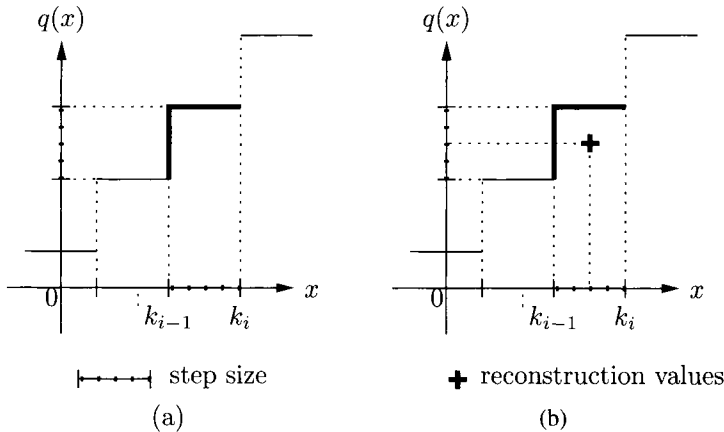 q(x) q(x)
0 x 0 x
k_{i-1} k_i k_{i-1} k_i
step size reconstruction values
(a) (b)